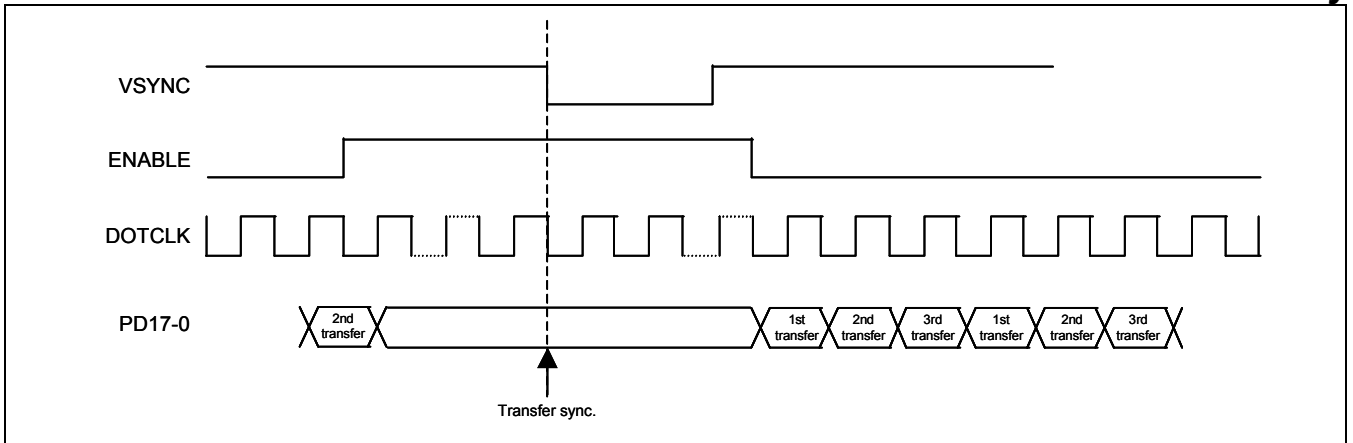 VSYNC
ENABLE
DOTCLK
PD17-0
2nd
transfer
1st
transfer
2nd
transfer
3rd
transfer
1st
transfer
2nd
transfer
3rd
transfer
Transfer sync.